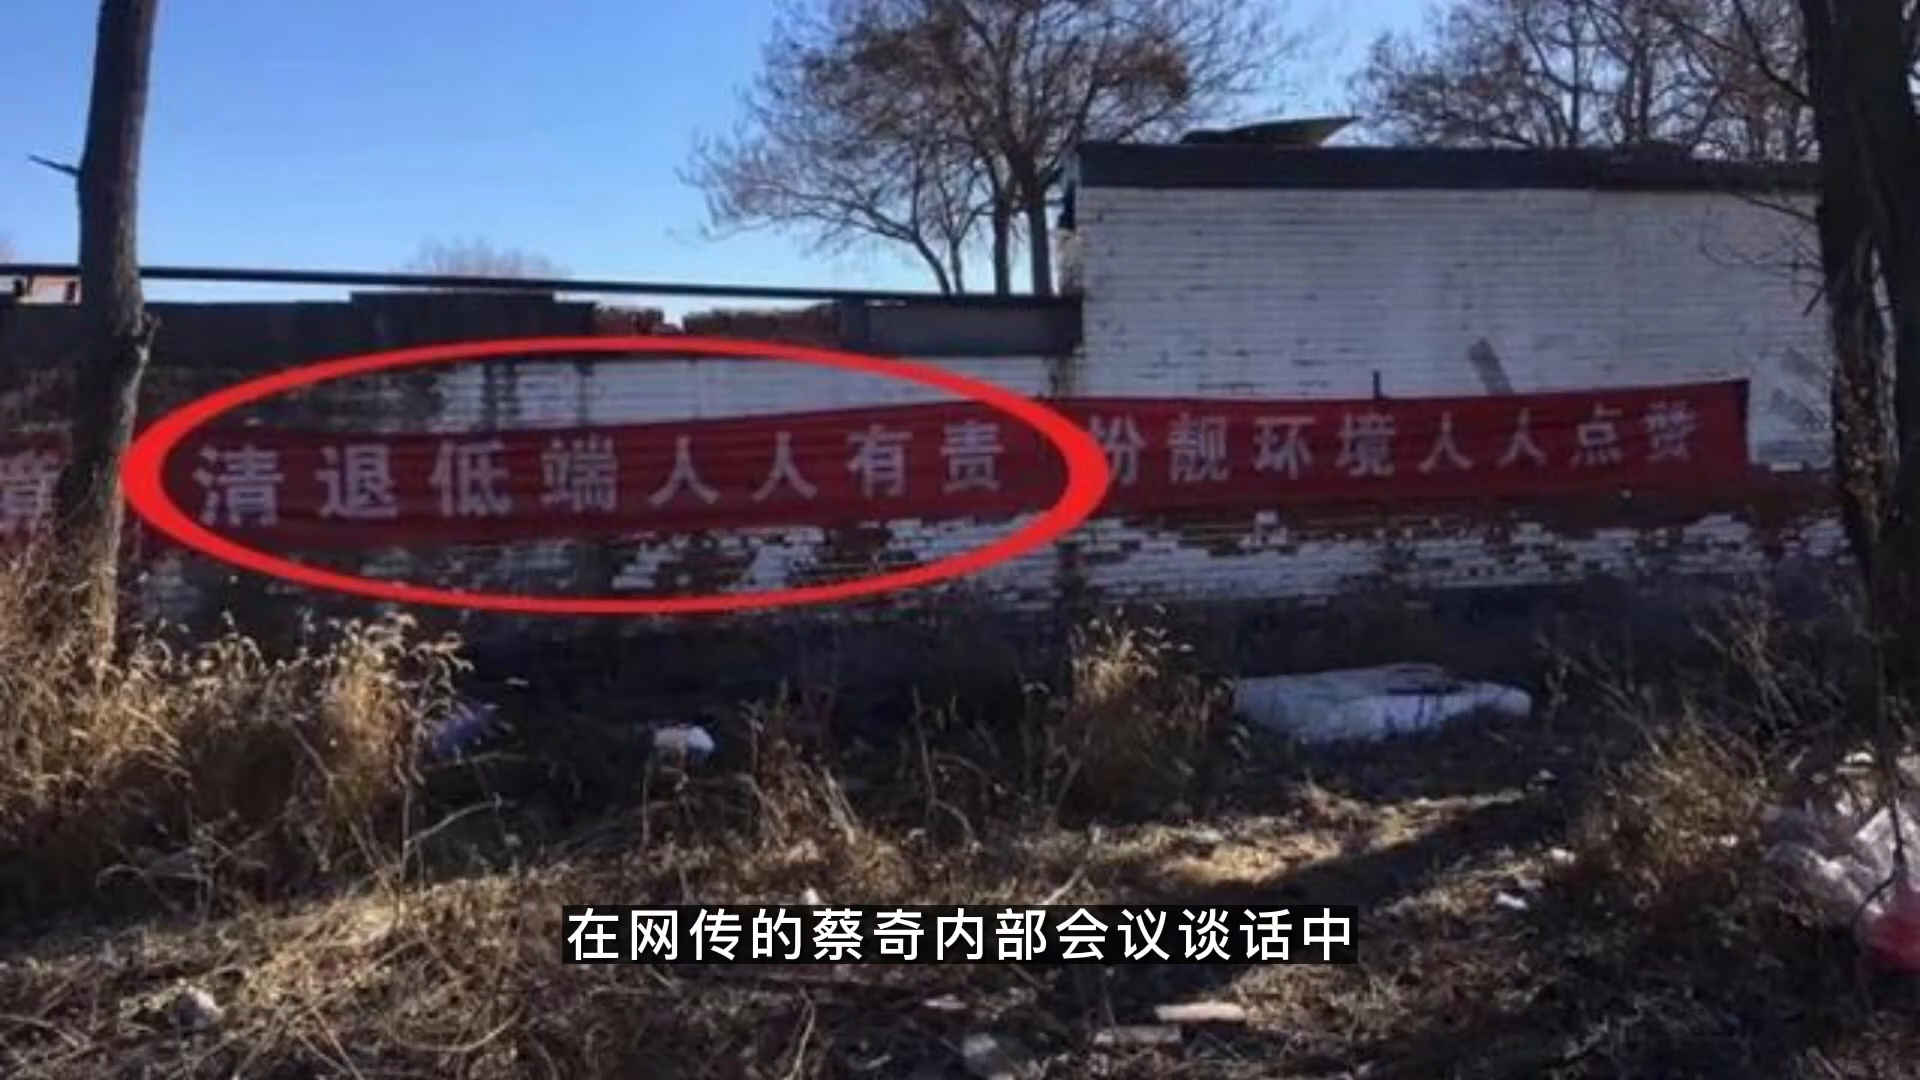 清退低端人人有责 扮靓环境人人点赞
在网传的蔡奇内部会议谈话中